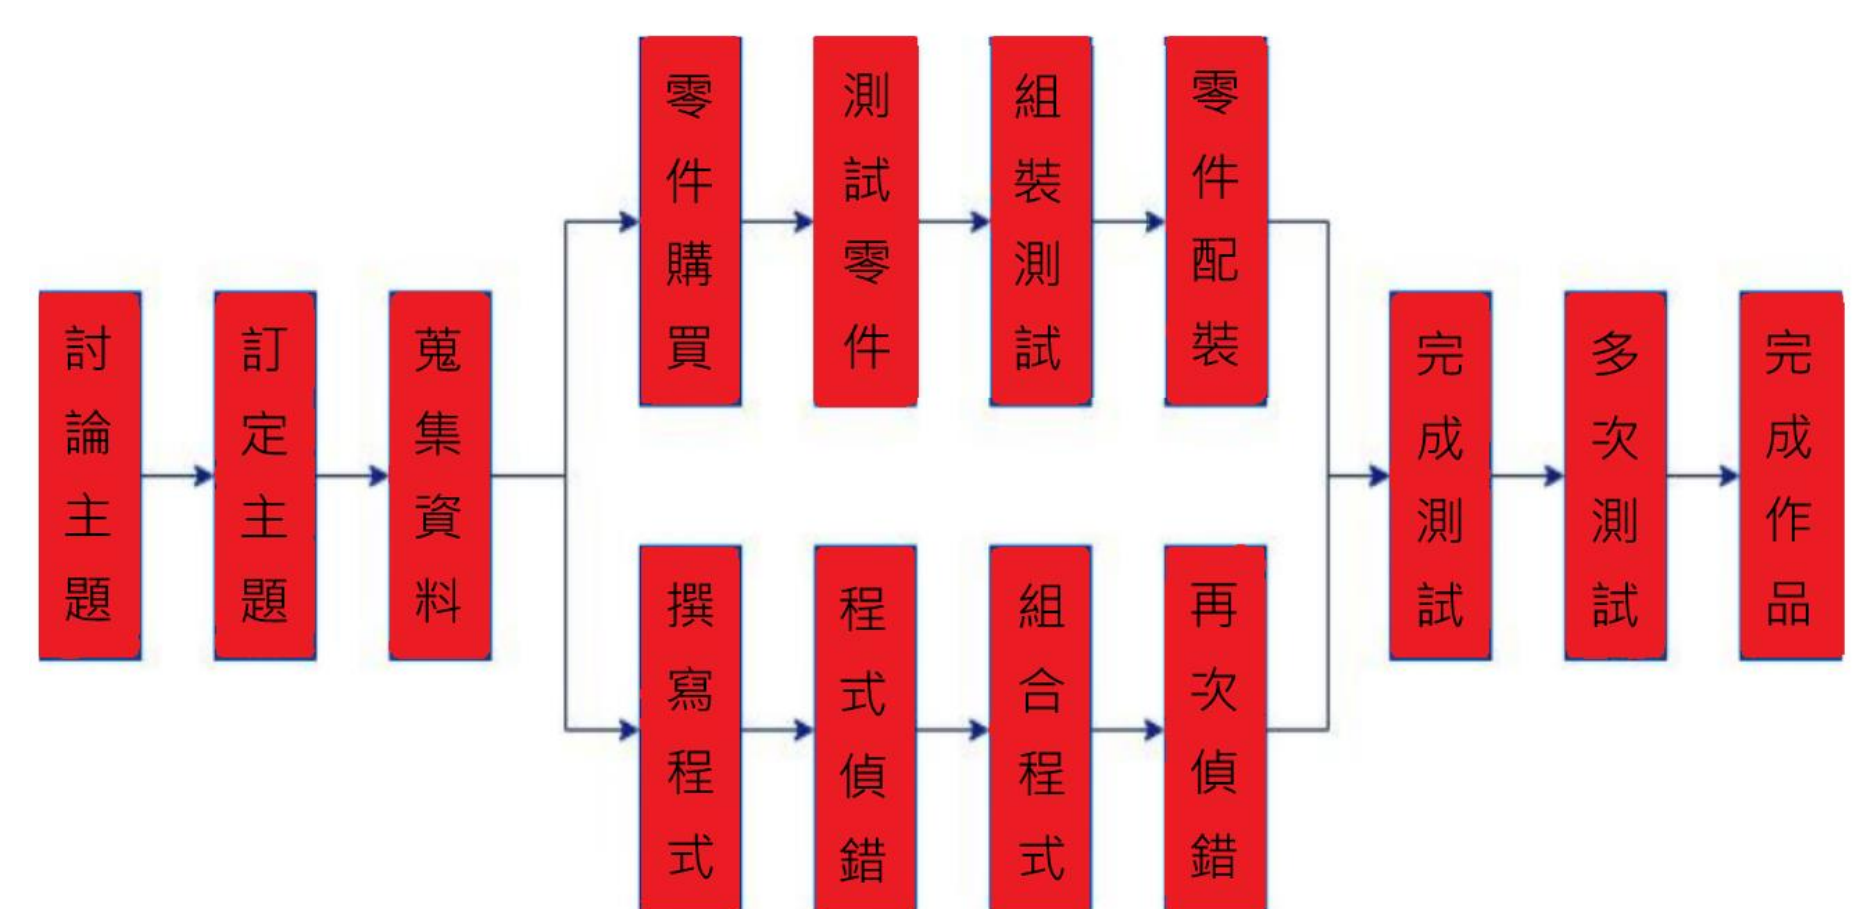 討論主題
訂定主題
蒐集資料
零件購買
測試零件
組裝測試
零件配裝
撰寫程式
程式偵錯
組合程式
再次偵錯
完成測試
多次測試
完成作品